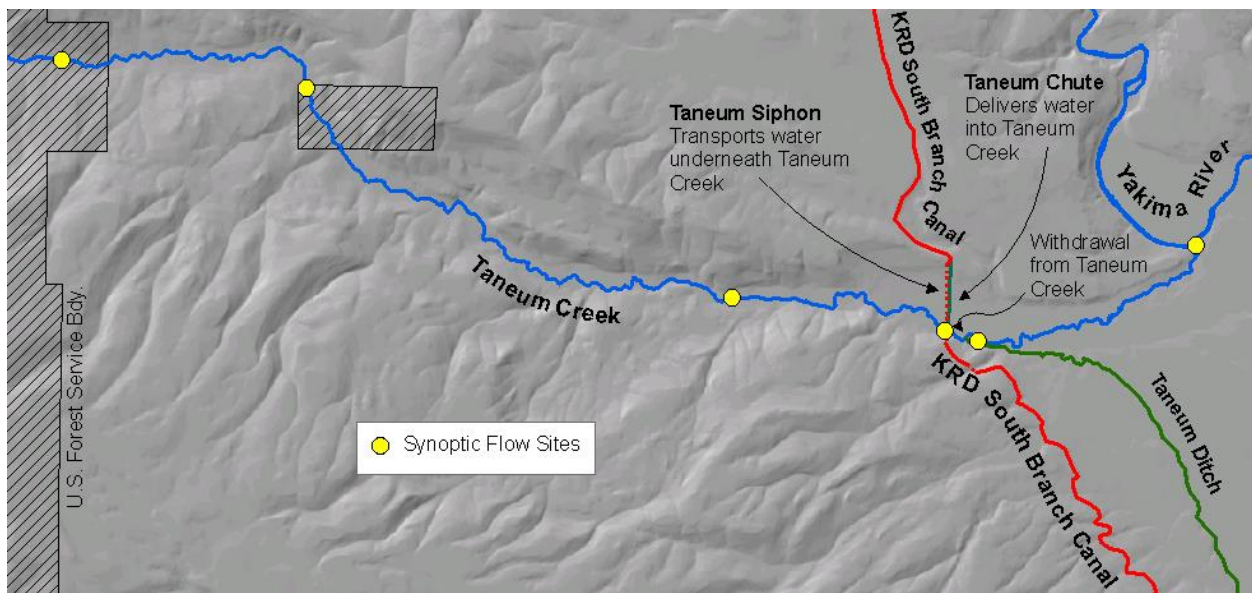 KRD South Branch Canal
Taneum Siphon
Transports water
underneath Taneum
Creek
Taneum Chute
Delivers water
into Taneum
Creek
Yakima River
Withdrawal
from Taneum
Creek
Taneum Creek
U.S. Forest Service Bdy.
KRD South Branch Canal
Taneum Ditch
Synoptic Flow Sites